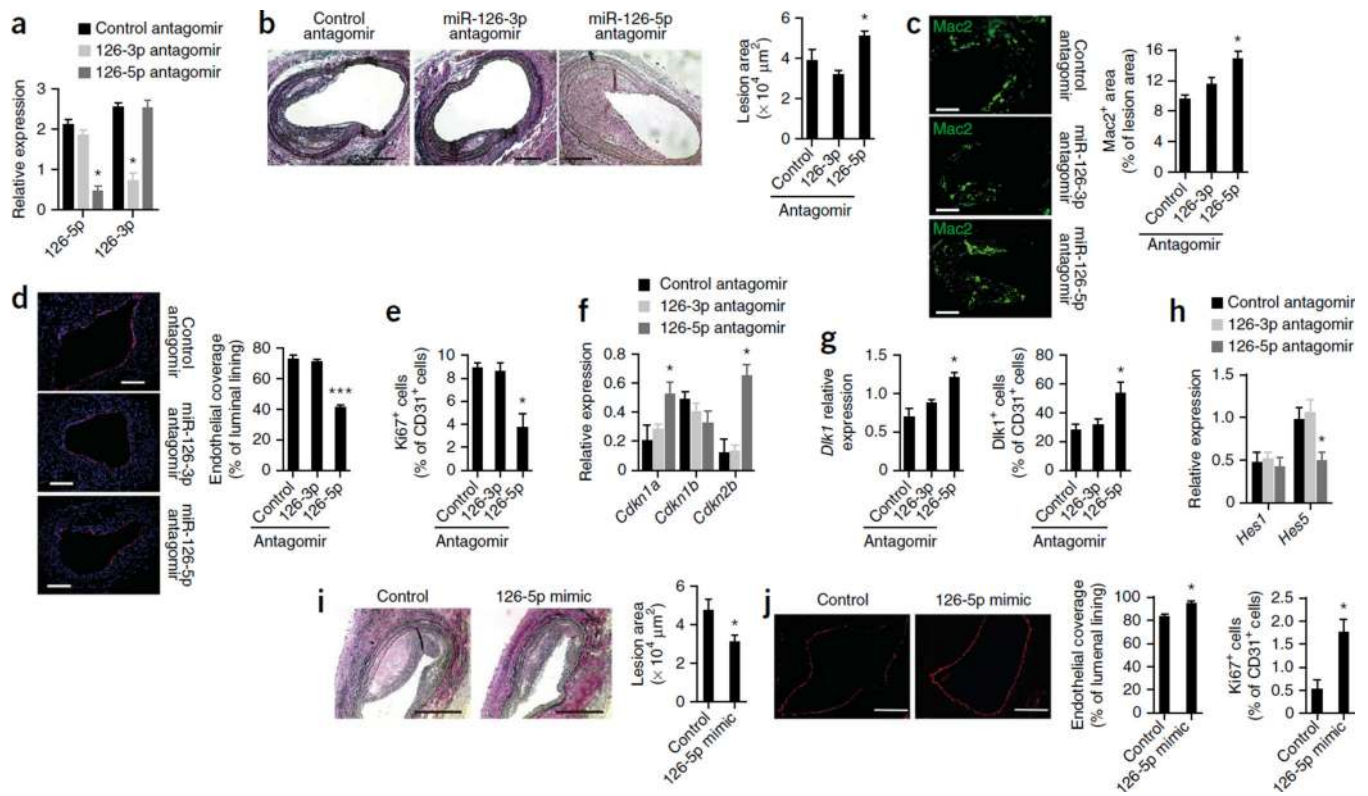 a
Control antagomir
126-3p antagomir
126-5p antagomir
Relative expression
3
2
1
0
*
*
126-5p
126-3p
b
Control
antagomir
miR-126-3p
antagomir
miR-126-5p
antagomir
Lesion area
(× 10⁴ μm²)
6
4
2
0
*
Control
126-3p
126-5p
Antagomir
c
Mac2
Control
antagomir
Mac2
miR-126-3p
antagomir
Mac2
miR-126-5p
antagomir
Mac2⁺ area
(% of lesion area)
16
12
8
4
0
*
Control
126-3p
126-5p
Antagomir
d
Control
antagomir
miR-126-3p
antagomir
miR-126-5p
antagomir
Endothelial coverage
(% of luminal lining)
80
60
40
20
0
***
Control
126-3p
126-5p
Antagomir
e
Ki67⁺ cells
(% of CD31⁺ cells)
10
8
6
4
2
0
*
Control
126-3p
126-5p
Antagomir
f
Control antagomir
126-3p antagomir
126-5p antagomir
Relative expression
0.8
0.6
0.4
0.2
0
*
*
Cdkn1a
Cdkn1b
Cdkn2b
g
Dlk1 relative
expression
1.5
1.0
0.5
0
*
Control
126-3p
126-5p
Antagomir
Dlk1⁺ cells
(% of CD31⁺ cells)
80
60
40
20
0
*
Control
126-3p
126-5p
Antagomir
h
Control antagomir
126-3p antagomir
126-5p antagomir
Relative expression
1.5
1.0
0.5
0
*
Hes1
Hes5
i
Control
126-5p mimic
Lesion area
(× 10⁴ μm²)
6
4
2
0
*
Control
126-5p mimic
j
Control
126-5p mimic
Endothelial coverage
(% of lumenal lining)
100
80
60
40
20
0
*
Control
126-5p mimic
Ki67⁺ cells
(% of CD31⁺ cells)
2.5
2.0
1.5
1.0
0.5
0
*
Control
126-5p mimic